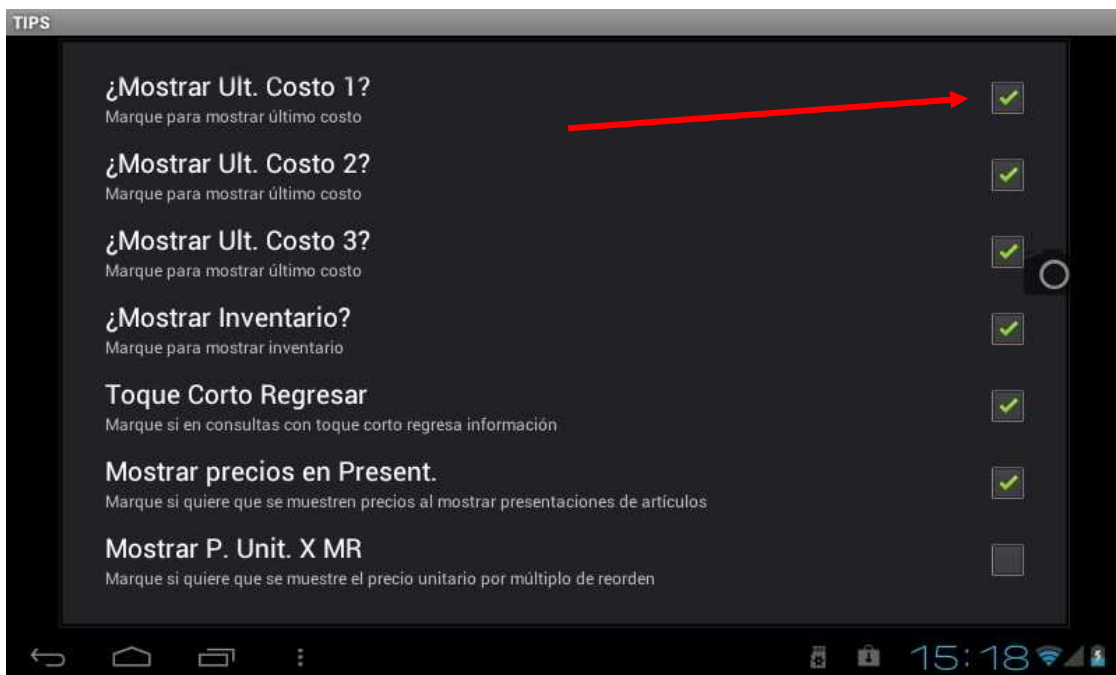 TIPS
¿Mostrar Ult. Costo 1?
Marque para mostrar último costo
¿Mostrar Ult. Costo 2?
Marque para mostrar último costo
¿Mostrar Ult. Costo 3?
Marque para mostrar último costo
¿Mostrar Inventario?
Marque para mostrar inventario
Toque Corto Regresar
Marque si en consultas con toque corto regresa información
Mostrar precios en Present.
Marque si quiere que se muestren precios al mostrar presentaciones de artículos
Mostrar P. Unit. X MR
Marque si quiere que se muestre el precio unitario por múltiplo de reorden
15:18